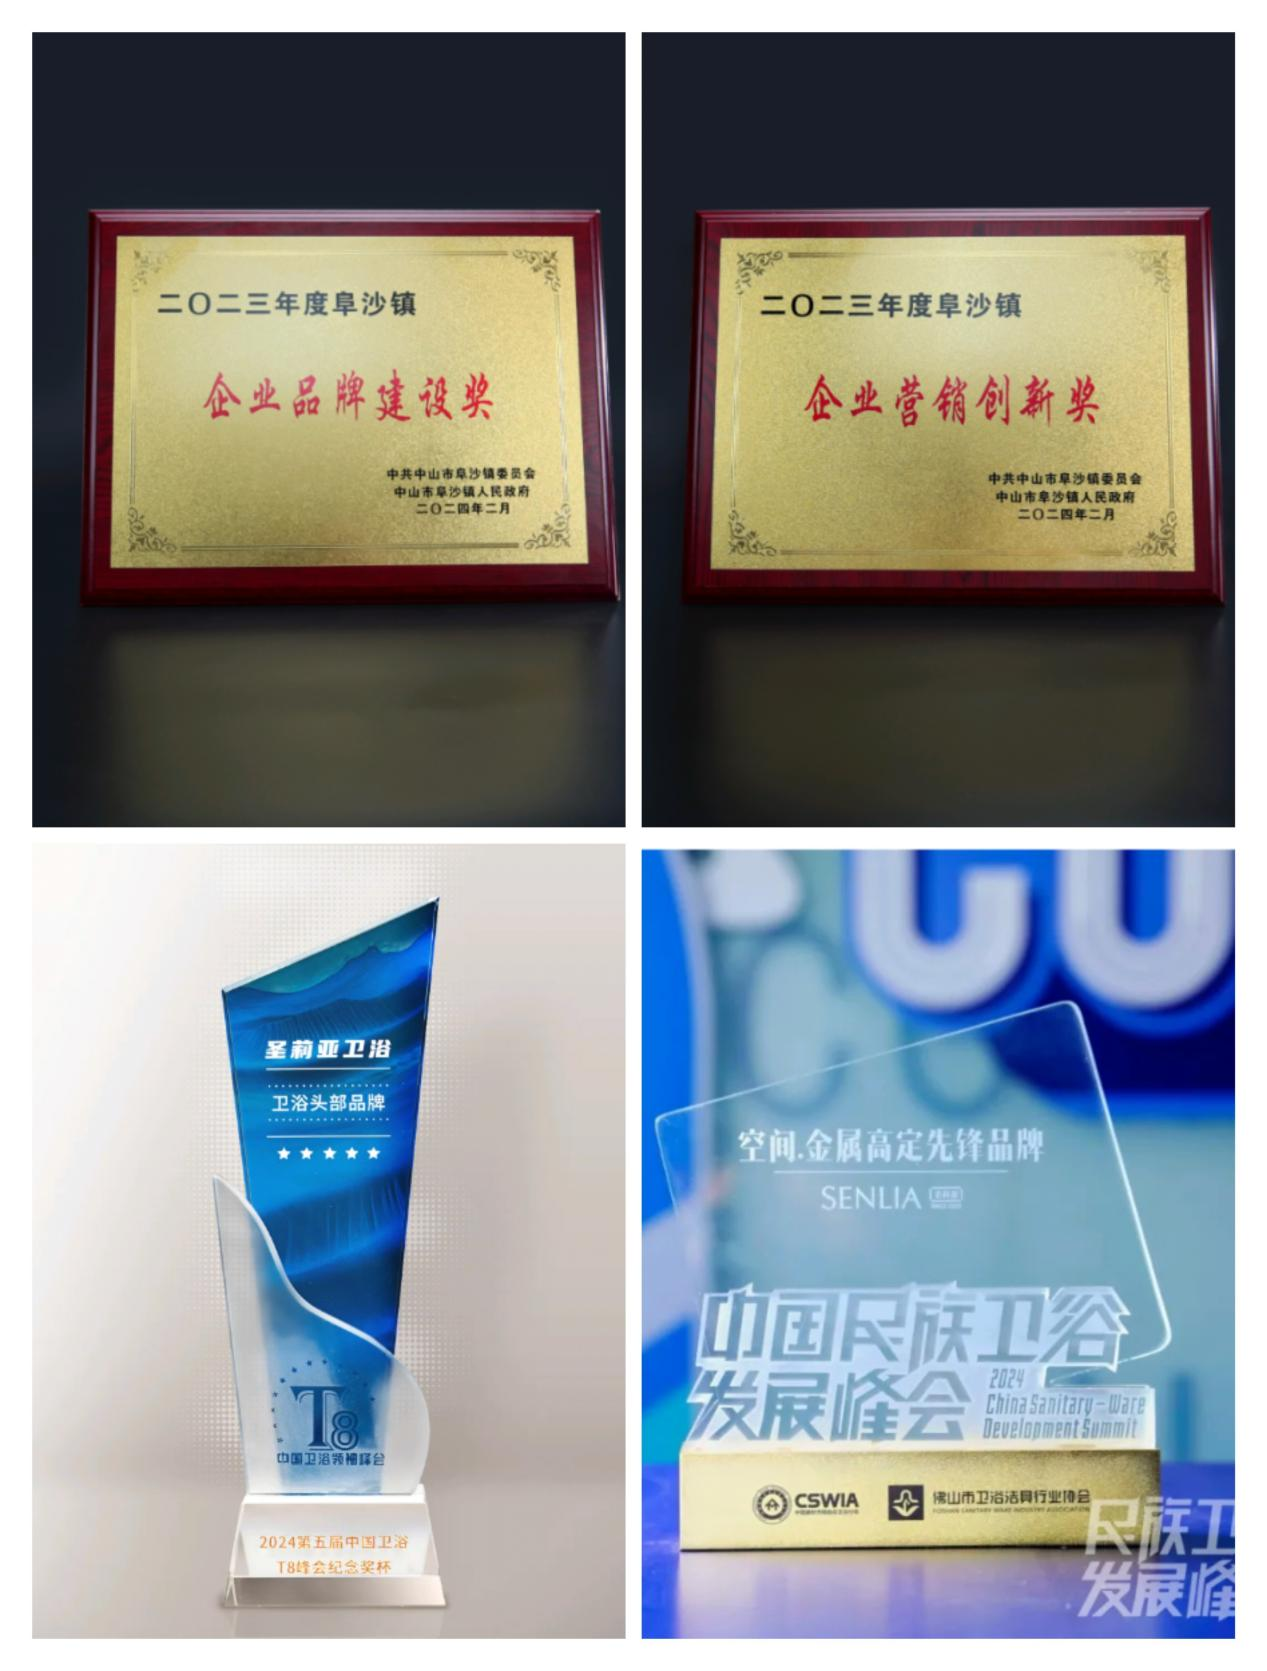 二〇二三年度阜沙镇
企业品牌建设奖
中共中山市阜沙镇委员会
中山市阜沙镇人民政府
二〇二四年二月
二〇二三年度阜沙镇
企业营销创新奖
中共中山市阜沙镇委员会
中山市阜沙镇人民政府
二〇二四年二月
圣莉亚卫浴
卫浴头部品牌
T8
中国卫浴领袖峰会
2024第五届中国卫浴
T8峰会纪念奖杯
CU
空间.金属高定先锋品牌
SENLIA
中国民族卫浴
发展峰会
2024
China Sanitary-Ware
Development Summit
CSWIA
佛山市卫浴洁具行业协会
FOSHAN SANITARY WARE INDUSTRY ASSOCIATION
民族卫
发展峰